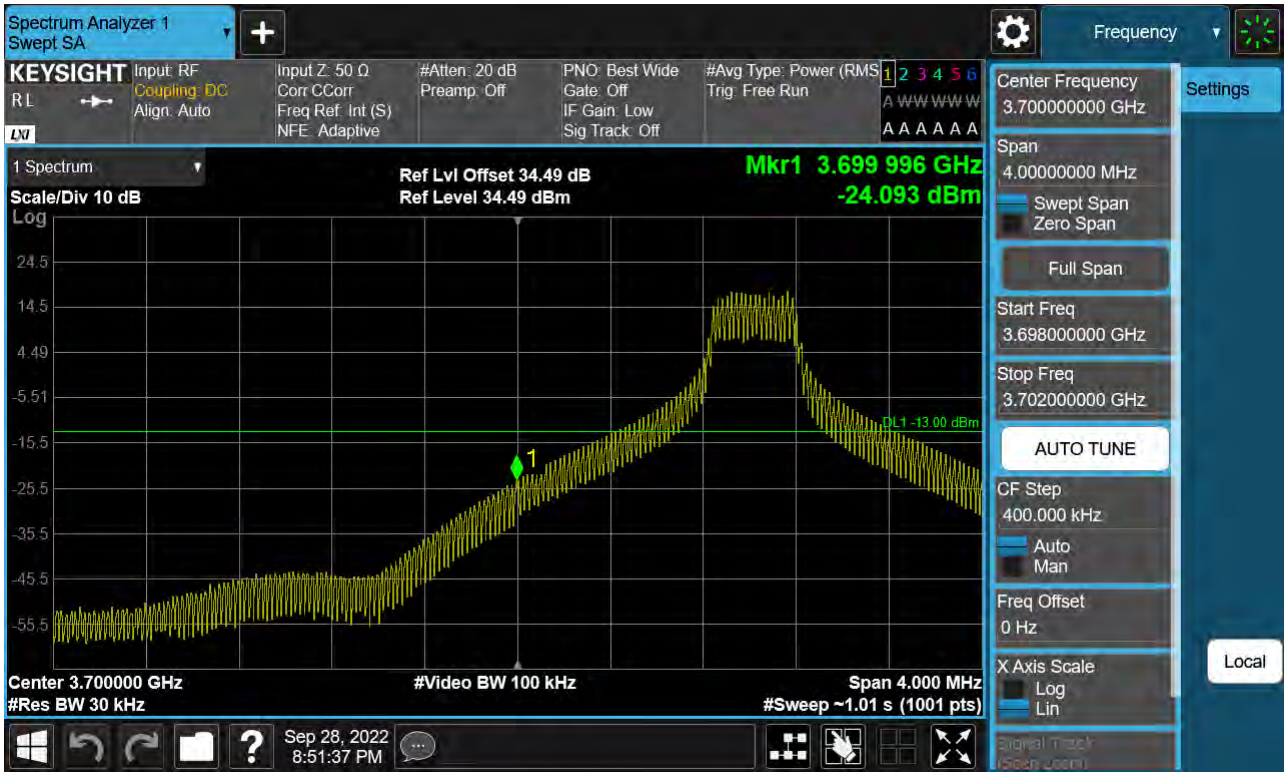 Spectrum Analyzer 1
Swept SA
Frequency
KEYSIGHT
R L
LXI
Input: RF
Coupling: DC
Align: Auto
Input Z: 50 Ω
Corr CCorr
Freq Ref: Int (S)
NFE: Adaptive
#Atten: 20 dB
Preamp: Off
PNO: Best Wide
Gate: Off
IF Gain: Low
Sig Track: Off
#Avg Type: Power (RMS
Trig: Free Run
1 2 3 4 5 6
A W W W W W
A A A A A A
1 Spectrum
Scale/Div 10 dB
Log
Ref Lvl Offset 34.49 dB
Ref Level 34.49 dBm
Mkr1 3.699 996 GHz
-24.093 dBm
24.5
14.5
4.49
-5.51
-15.5
-25.5
-35.5
-45.5
-55.5
DL1 -13.00 dBm
1
Center 3.700000 GHz
#Res BW 30 kHz
#Video BW 100 kHz
Span 4.000 MHz
#Sweep ~1.01 s (1001 pts)
Center Frequency
3.700000000 GHz
Span
4.00000000 MHz
Swept Span
Zero Span
Full Span
Start Freq
3.698000000 GHz
Stop Freq
3.702000000 GHz
AUTO TUNE
CF Step
400.000 kHz
Auto
Man
Freq Offset
0 Hz
X Axis Scale
Log
Lin
Signal Track
(Span Zoom)
Settings
Local
?
Sep 28, 2022
8:51:37 PM